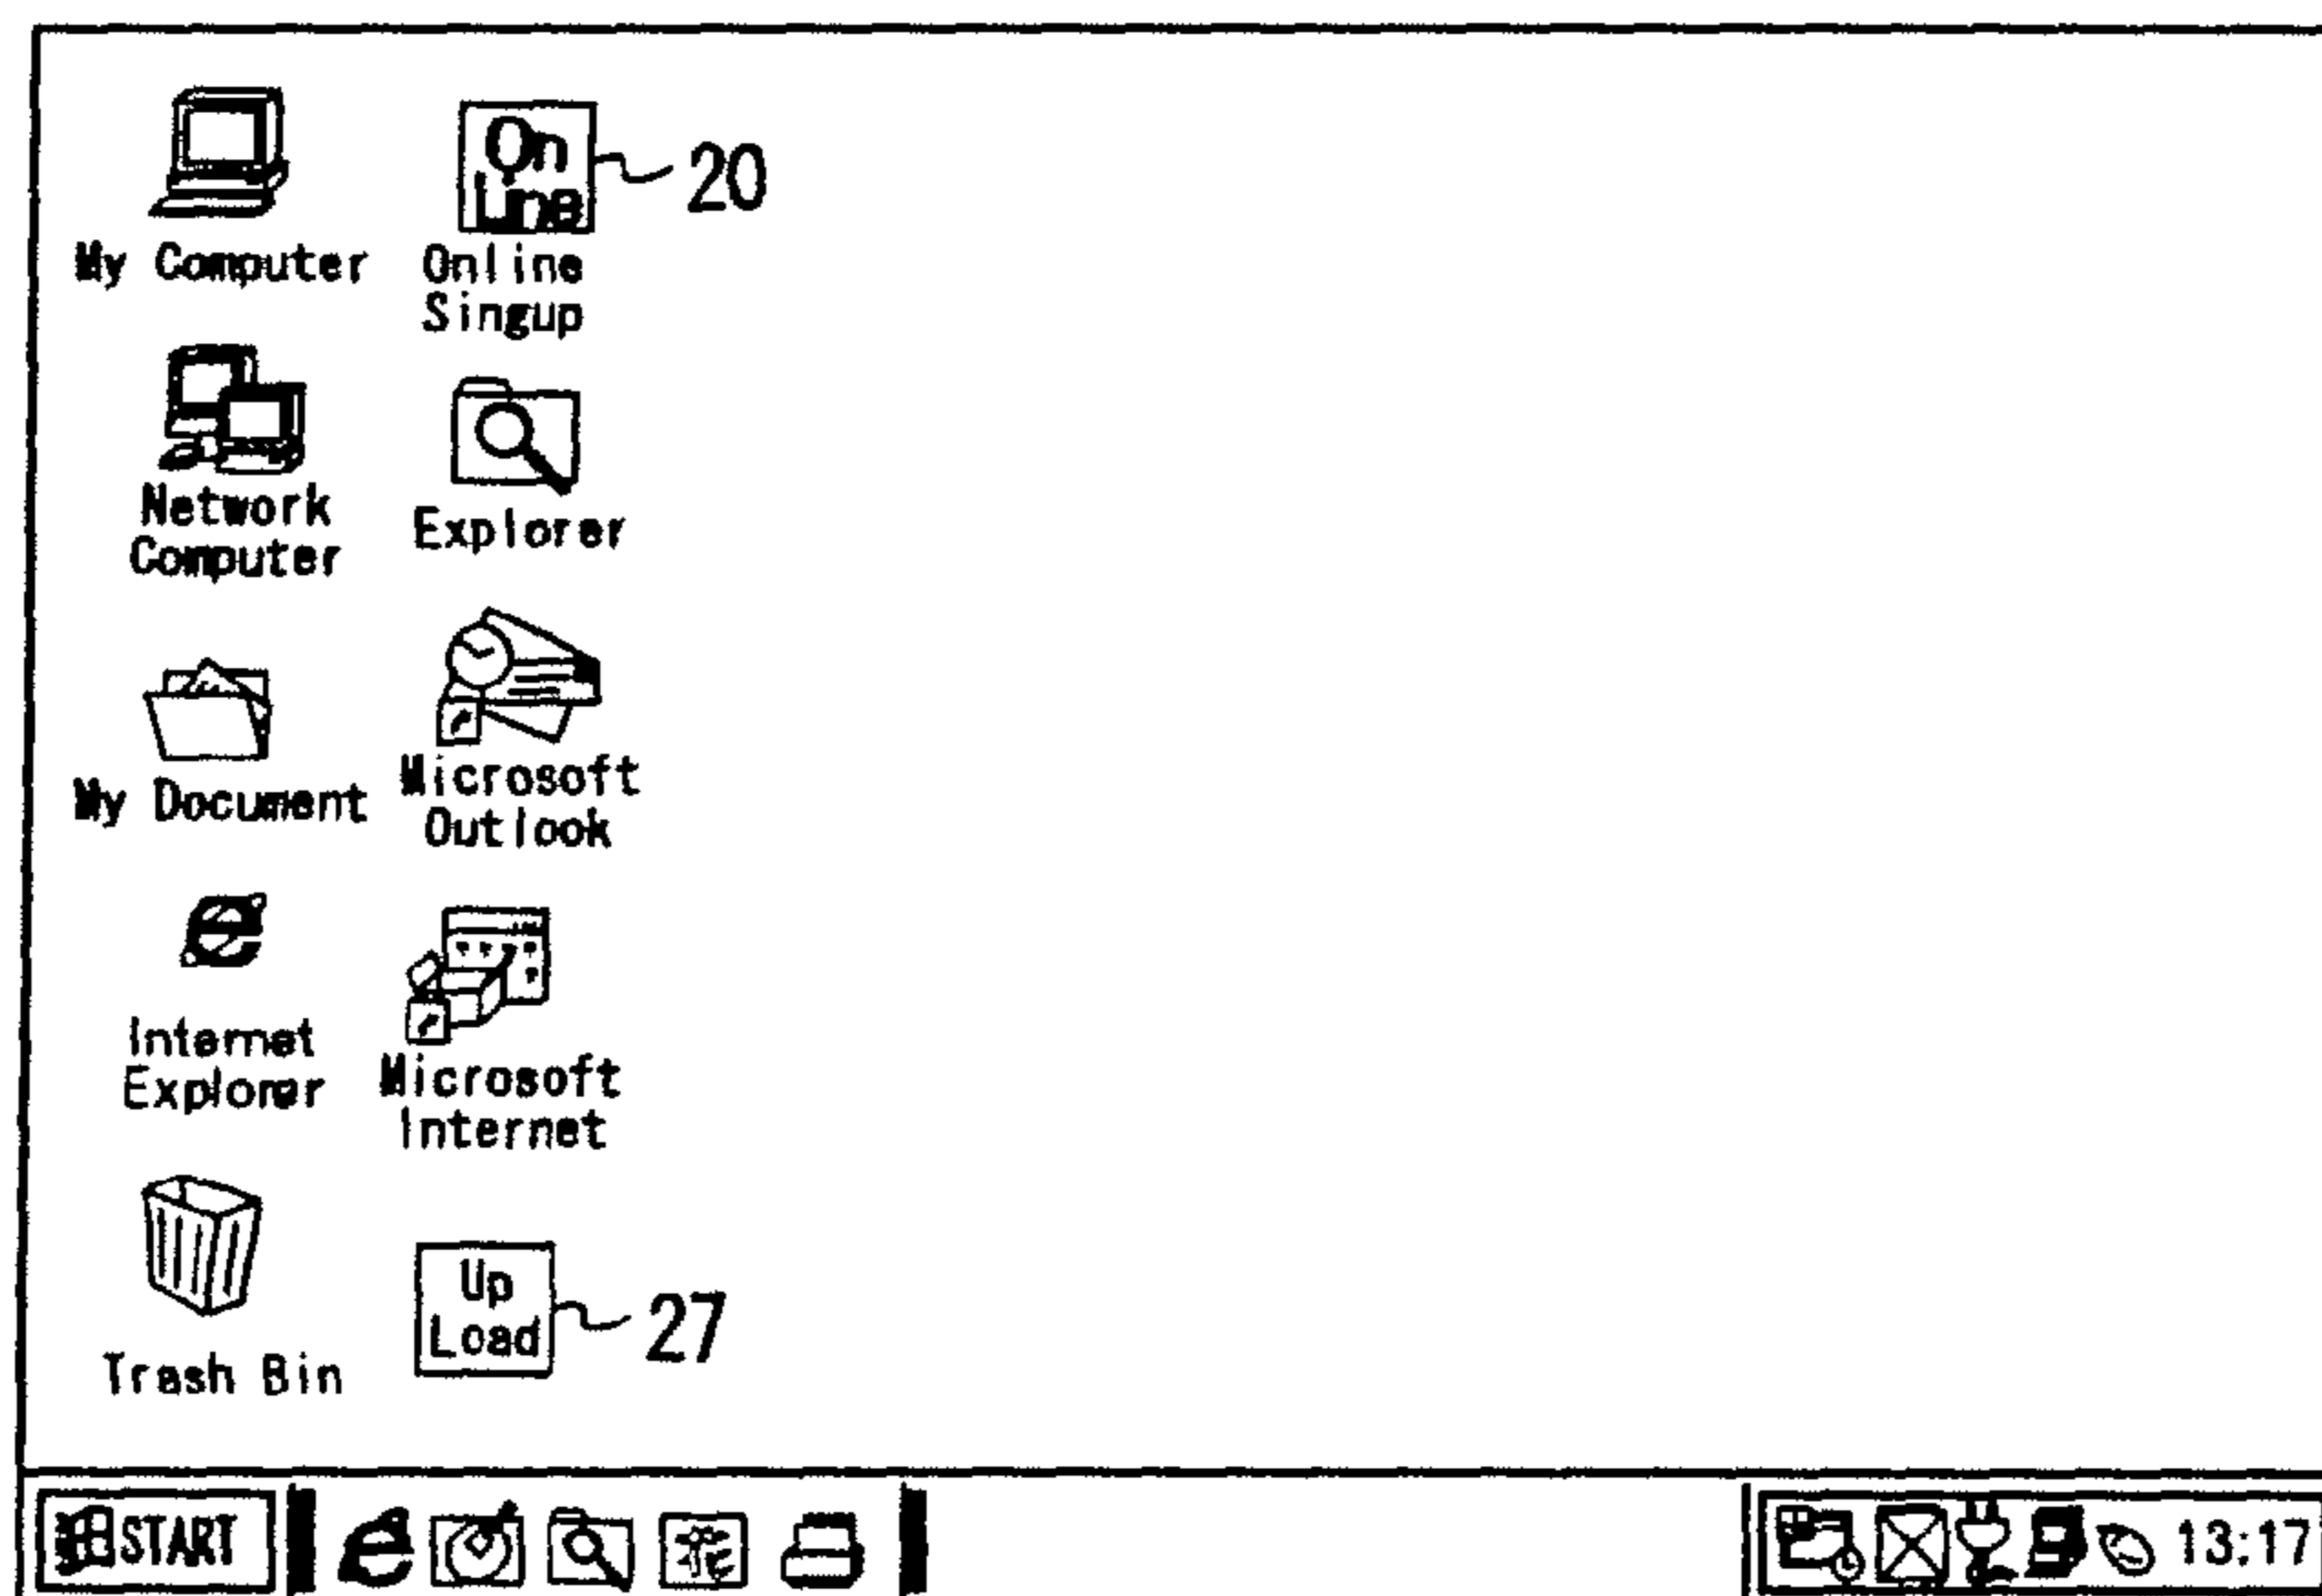 On
Line
20
My Computer
Online
Singup
Network
Computer
Explorer
My Document
Microsoft
Outlook
Internet
Explorer
Microsoft
Internet
Up
Load
27
Trash Bin
START
13:17